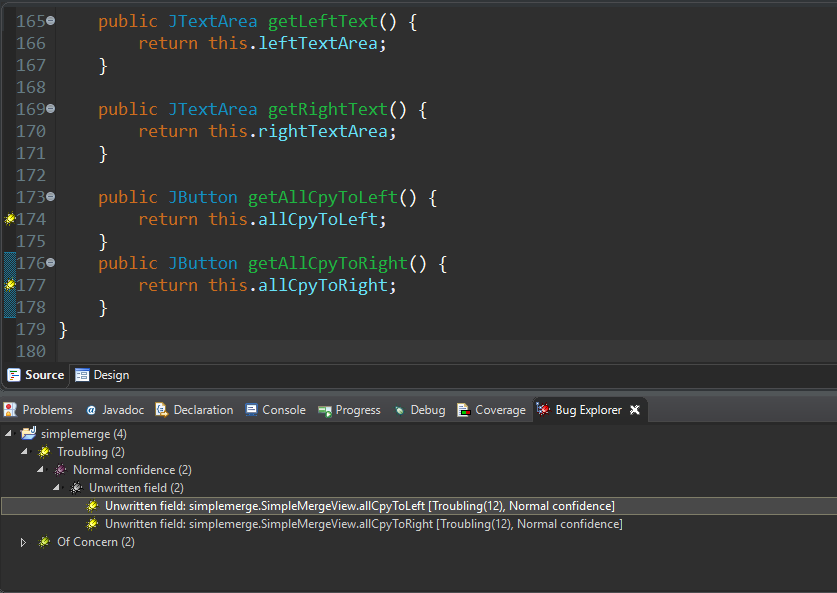 165 public JTextArea getLeftText() {
166 return this.leftTextArea;
167 }
168
169 public JTextArea getRightText() {
170 return this.rightTextArea;
171 }
172
173 public JButton getAllCpyToLeft() {
174 return this.allCpyToLeft;
175 }
176 public JButton getAllCpyToRight() {
177 return this.allCpyToRight;
178 }
179 }
180
Source Design
Problems @ Javadoc Declaration Console Progress Debug Coverage Bug Explorer
simplemerge (4)
Troubling (2)
Normal confidence (2)
Unwritten field (2)
Unwritten field: simplemerge.SimpleMergeView.allCpyToLeft [Troubling(12), Normal confidence]
Unwritten field: simplemerge.SimpleMergeView.allCpyToRight [Troubling(12), Normal confidence]
Of Concern (2)